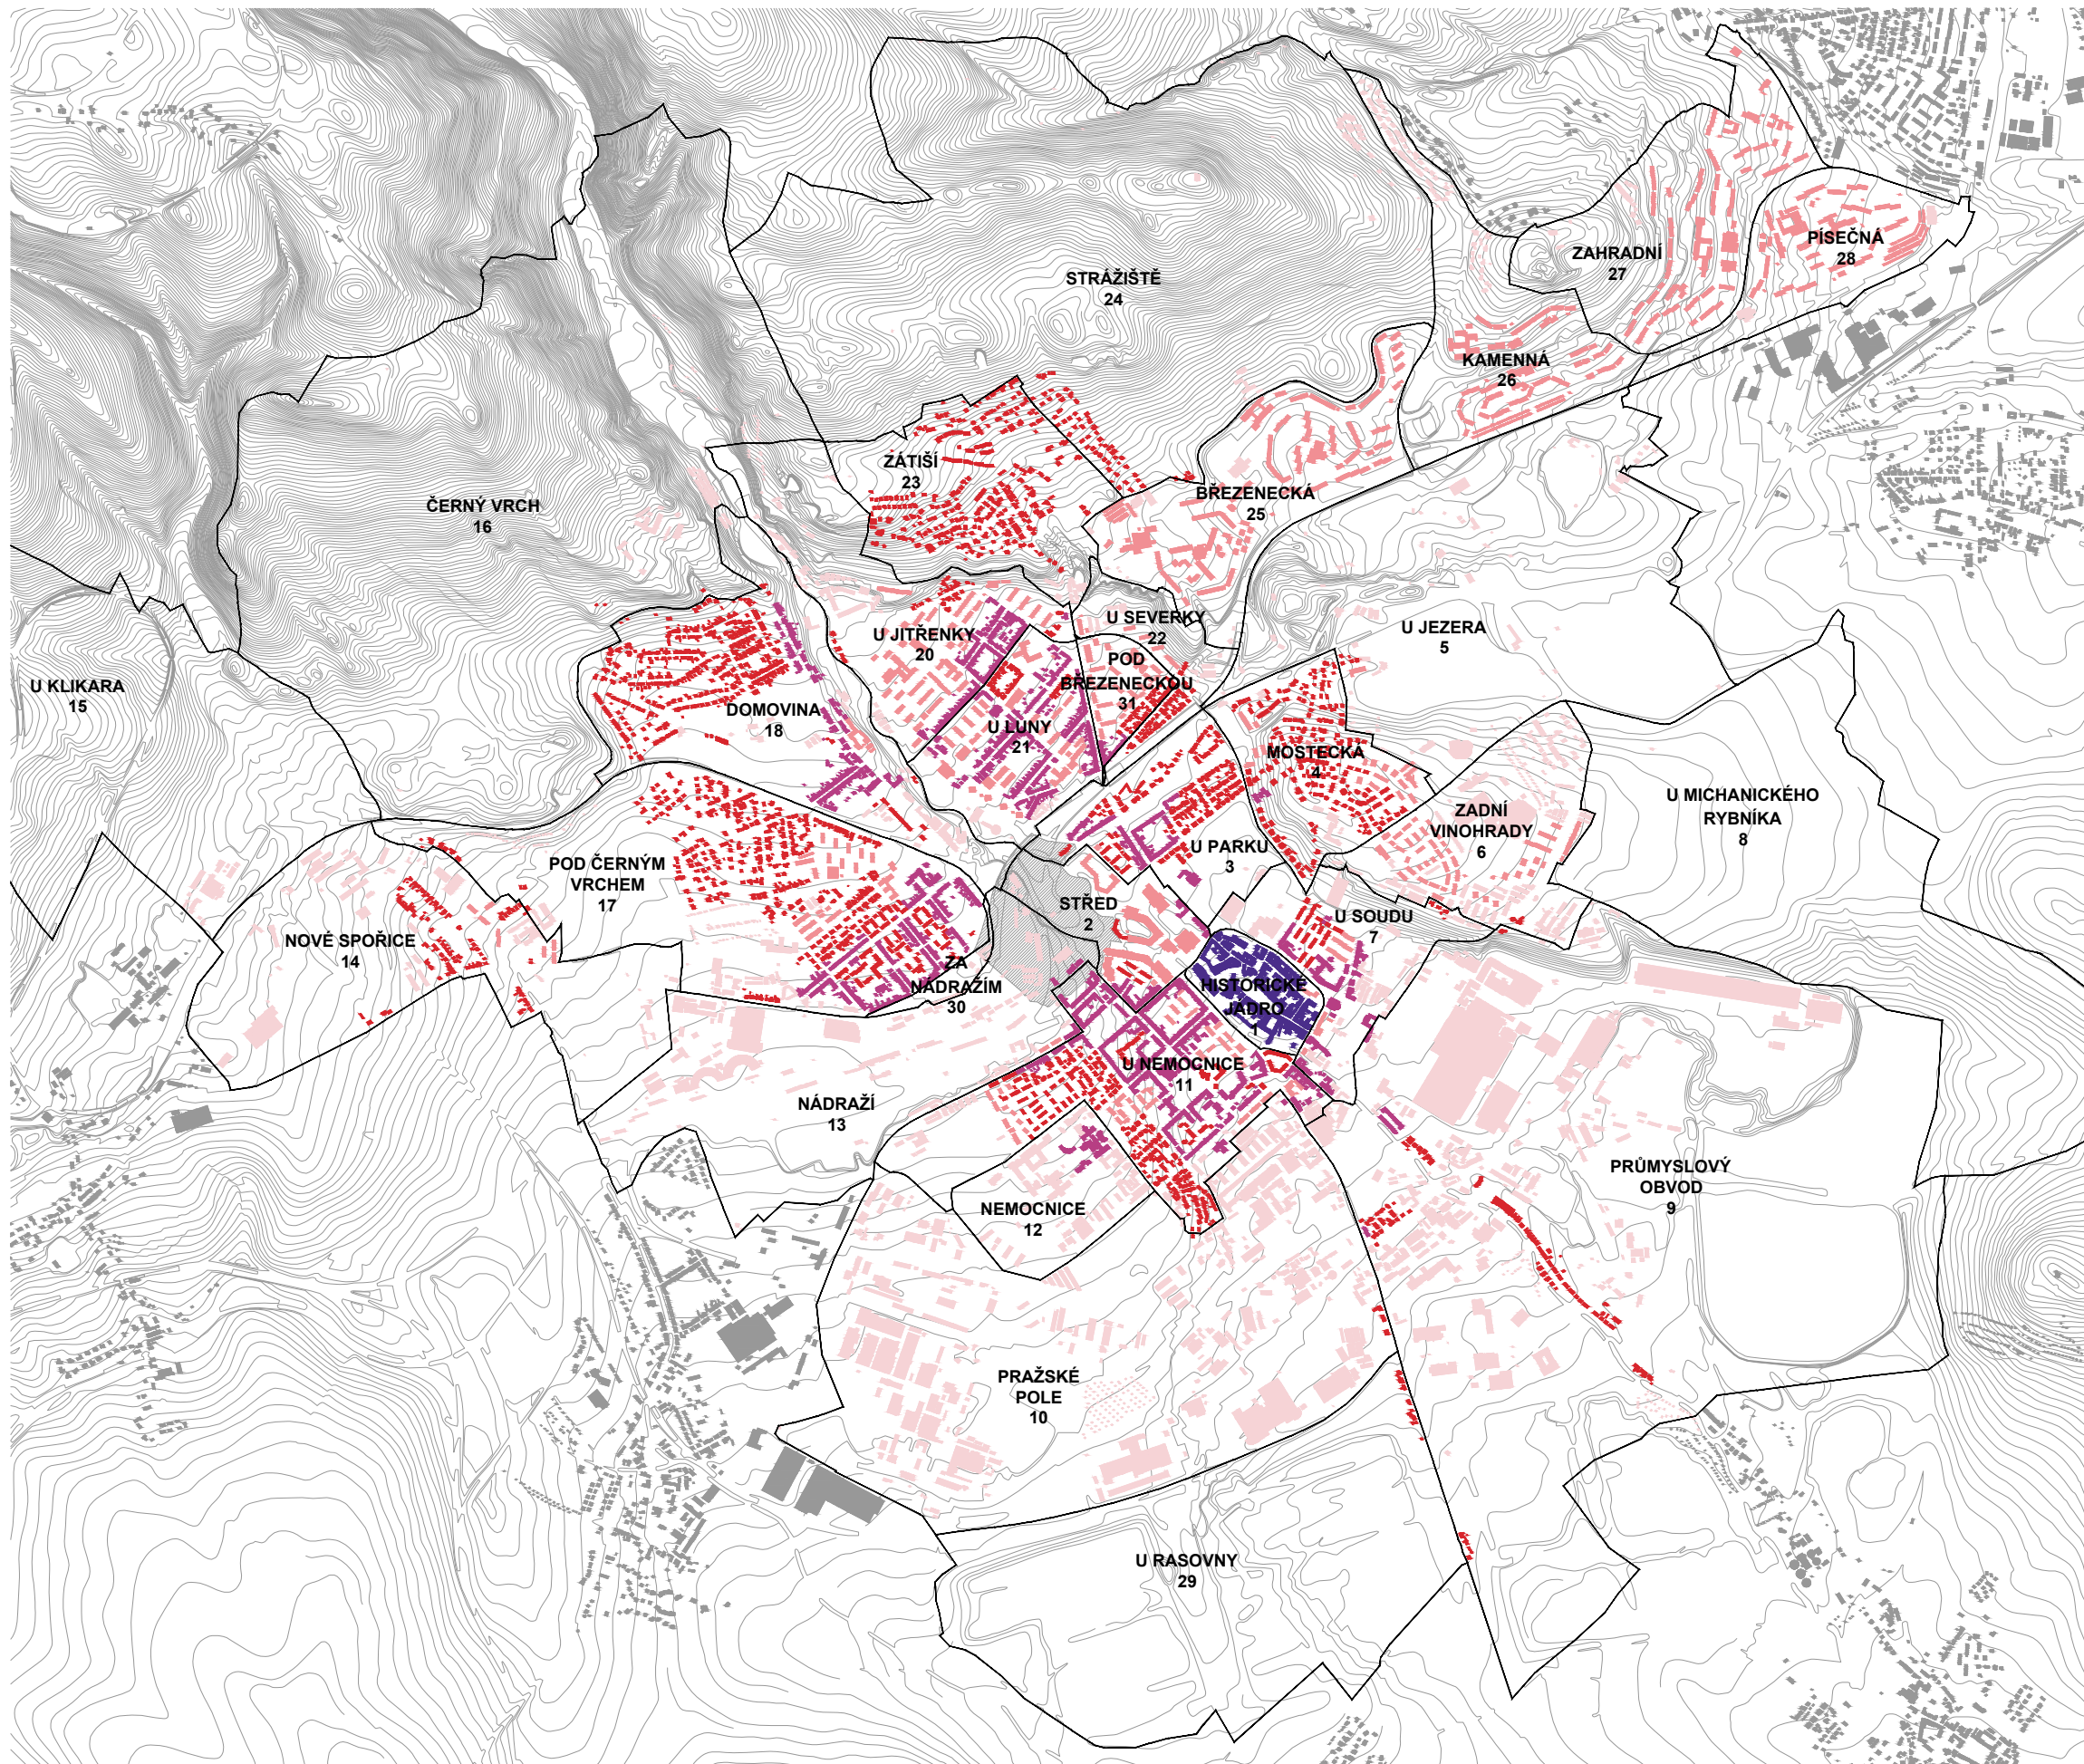 STRÁŽIŠTĚ
24
ZAHRADNÍ
27
PÍSEČNÁ
28
KAMENNÁ
26
ZÁTIŠÍ
23
BŘEZENECKÁ
25
ČERNÝ VRCH
16
U SEVERKY
22
U JEZERA
5
U JITŘENKY
20
POD
BŘEZENECKOU
31
U KLIKARA
15
DOMOVINA
18
U LUNY
21
MOSTECKÁ
4
ZADNÍ
VINOHRADY
6
U MICHANICKÉHO
RYBNÍKA
8
U PARKU
3
POD ČERNÝM
VRCHEM
17
STŘED
2
U SOUDU
7
NOVÉ SPOŘICE
14
ZA
NÁDRAŽÍM
30
HISTORICKÉ
JÁDRO
1
U NEMOCNICE
11
NÁDRAŽÍ
13
PRŮMYSLOVÝ
OBVOD
9
NEMOCNICE
12
PRAŽSKÉ
POLE
10
U RASOVNY
29